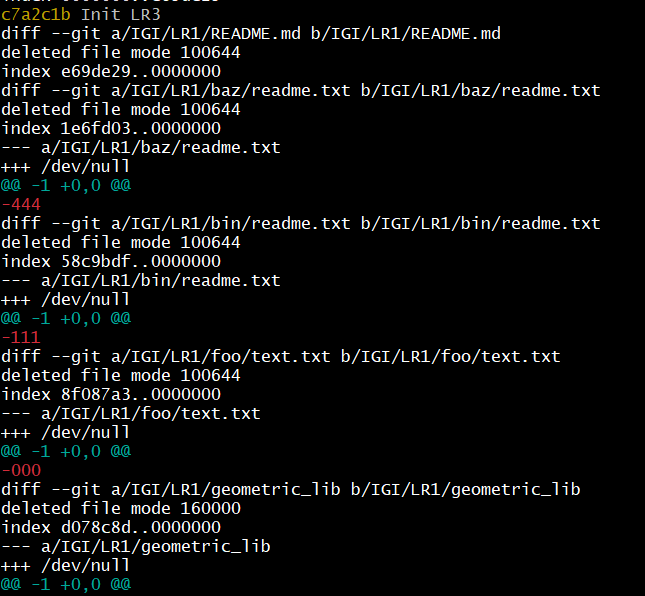 c7a2c1b Init LR3
diff --git a/IGI/LR1/README.md b/IGI/LR1/README.md
deleted file mode 100644
index e69de29..0000000
diff --git a/IGI/LR1/baz/readme.txt b/IGI/LR1/baz/readme.txt
deleted file mode 100644
index 1e6fd03..0000000
--- a/IGI/LR1/baz/readme.txt
+++ /dev/null
@@ -1 +0,0 @@
-444
diff --git a/IGI/LR1/bin/readme.txt b/IGI/LR1/bin/readme.txt
deleted file mode 100644
index 58c9bdf..0000000
--- a/IGI/LR1/bin/readme.txt
+++ /dev/null
@@ -1 +0,0 @@
-111
diff --git a/IGI/LR1/foo/text.txt b/IGI/LR1/foo/text.txt
deleted file mode 100644
index 8f087a3..0000000
--- a/IGI/LR1/foo/text.txt
+++ /dev/null
@@ -1 +0,0 @@
-000
diff --git a/IGI/LR1/geometric_lib b/IGI/LR1/geometric_lib
deleted file mode 160000
index d078c8d..0000000
--- a/IGI/LR1/geometric_lib
+++ /dev/null
@@ -1 +0,0 @@